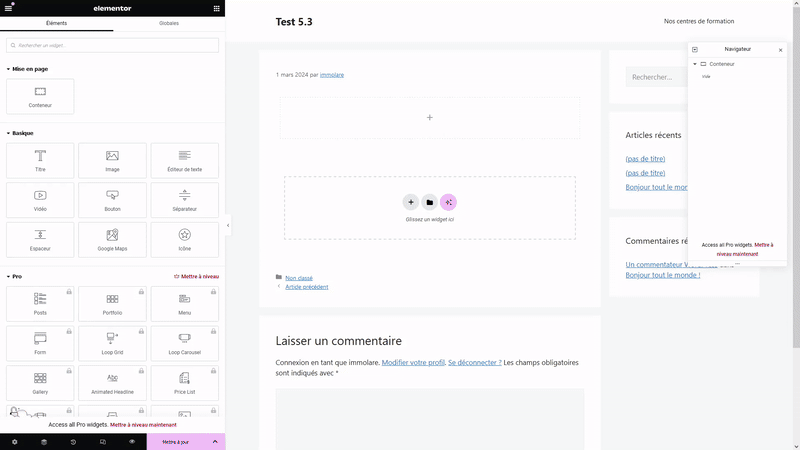 elementor
Éléments
Globales
Rechercher un widget...
Mise en page
Conteneur
Basique
Titre
Image
Éditeur de texte
Vidéo
Bouton
Séparateur
Espaceur
Google Maps
Icône
Pro
Mettre à niveau
Posts
Portfolio
Menu
Form
Loop Grid
Loop Carousel
Gallery
Animated Headline
Price List
Access all Pro widgets. Mettre à niveau maintenant
Mettre à jour
Test 5.3
Nos centres de formation
1 mars 2024 par immolare
Glissez un widget ici
Non classé
Article précédent
Laisser un commentaire
Connexion en tant que immolare. Modifier votre profil. Se déconnecter ? Les champs obligatoires
sont indiqués avec *
Rechercher...
Articles récents
(pas de titre)
(pas de titre)
Bonjour tout le mon
Commentaires ré
Un commentateur WordPress dans
Bonjour tout le monde !
Navigateur
Conteneur
Vide
Access all Pro widgets. Mettre à
niveau maintenant